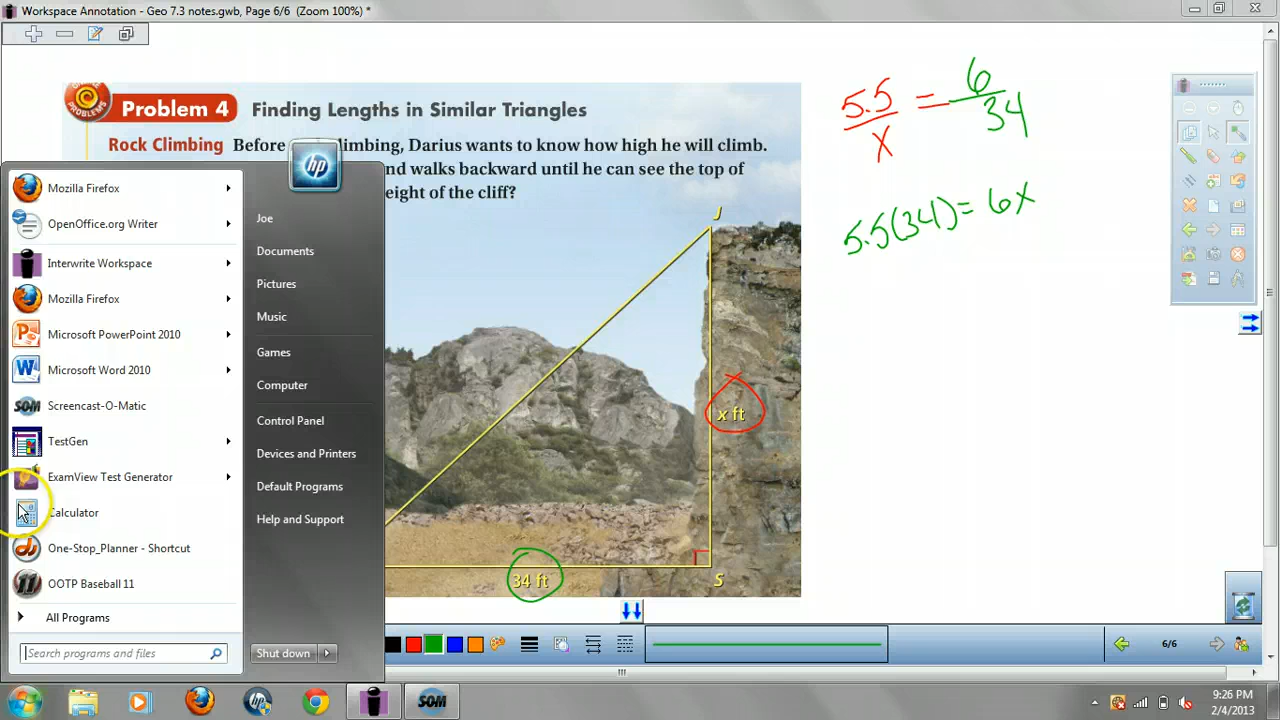 Workspace Annotation - Geo 7.3 notes.gwb, Page 6/6 (Zoom 100%) *
Problem 4 Finding Lengths in Similar Triangles
Rock Climbing Before climbing, Darius wants to know how high he will climb.
nd walks backward until he can see the top of
eight of the cliff?
5.5/x = 6/34
5.5(34) = 6x
J
x ft
34 ft
S
hp
Mozilla Firefox
OpenOffice.org Writer
Interwrite Workspace
Mozilla Firefox
Microsoft PowerPoint 2010
Microsoft Word 2010
Screencast-O-Matic
TestGen
ExamView Test Generator
Calculator
One-Stop_Planner - Shortcut
OOTP Baseball 11
All Programs
Search programs and files
Joe
Documents
Pictures
Music
Games
Computer
Control Panel
Devices and Printers
Default Programs
Help and Support
Shut down
6/6
SOM
9:26 PM
2/4/2013